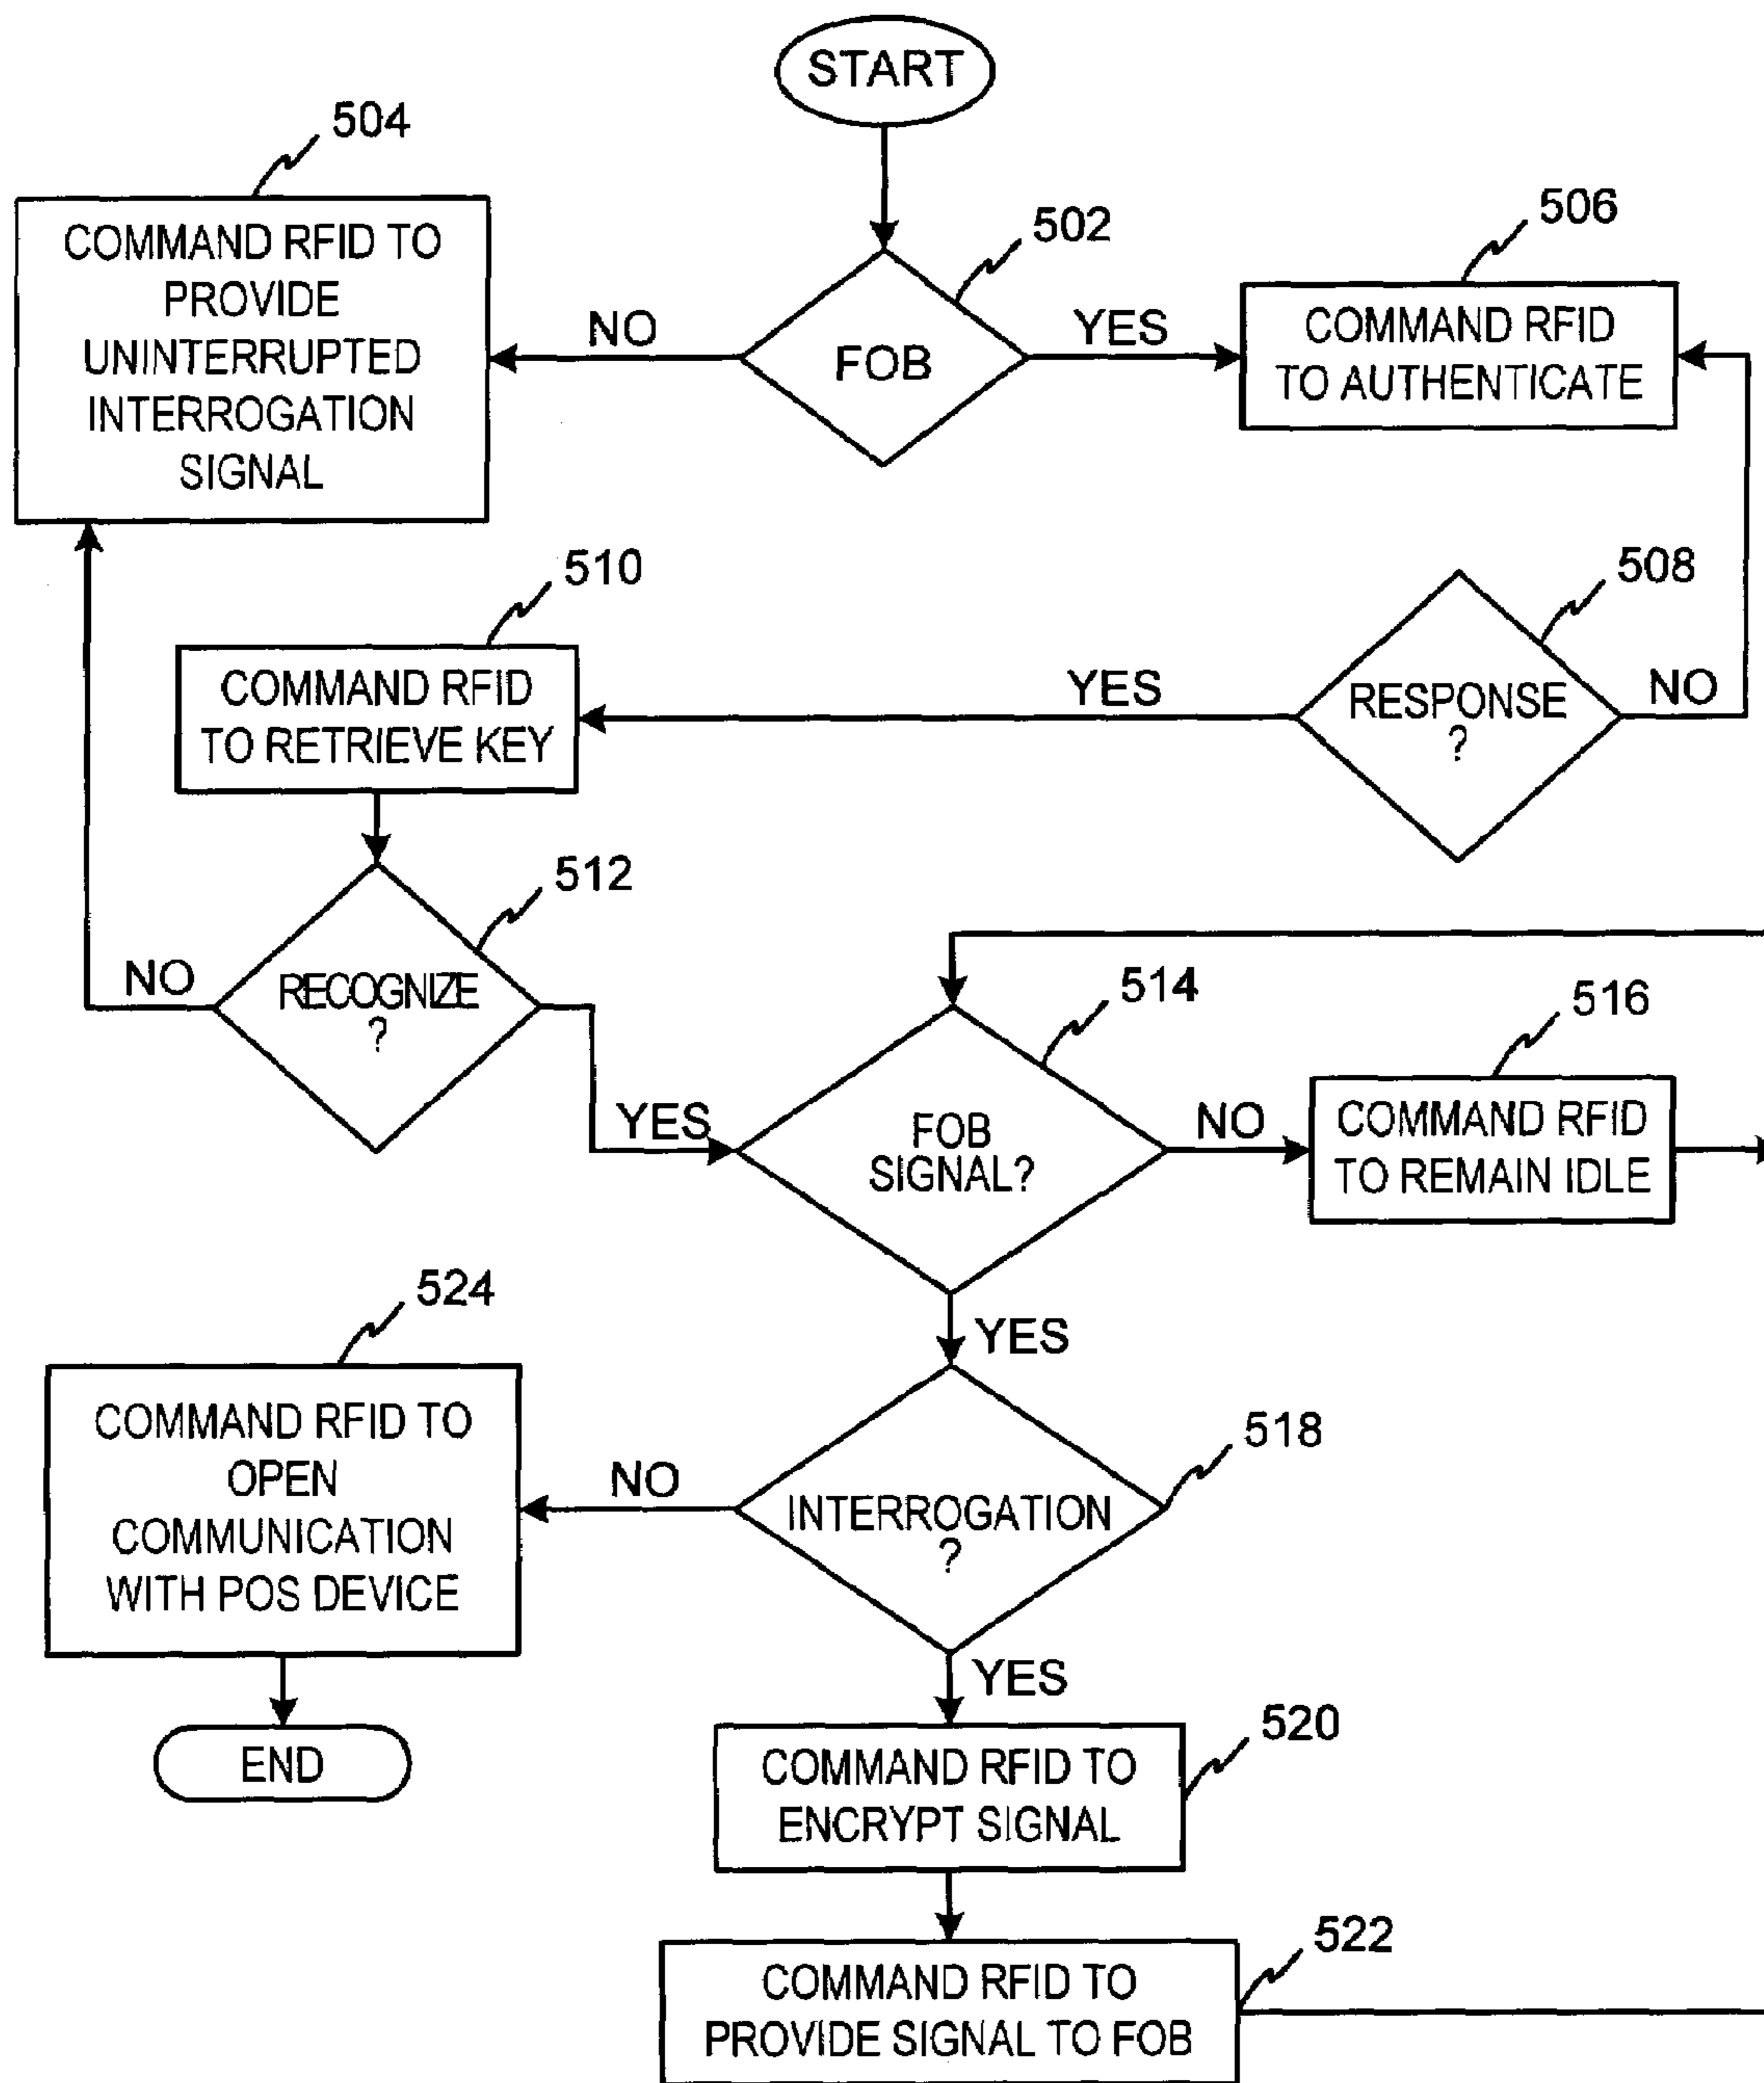 START
504
COMMAND RFID TO
PROVIDE
UNINTERRUPTED
INTERROGATION
SIGNAL
NO
502
FOB
YES
506
COMMAND RFID
TO AUTHENTICATE
510
COMMAND RFID
TO RETRIEVE KEY
YES
508
RESPONSE
?
NO
512
NO
RECOGNIZE
?
YES
514
FOB
SIGNAL?
NO
516
COMMAND RFID
TO REMAIN IDLE
YES
524
COMMAND RFID TO
OPEN
COMMUNICATION
WITH POS DEVICE
NO
518
INTERROGATION
?
YES
END
520
COMMAND RFID TO
ENCRYPT SIGNAL
522
COMMAND RFID TO
PROVIDE SIGNAL TO FOB